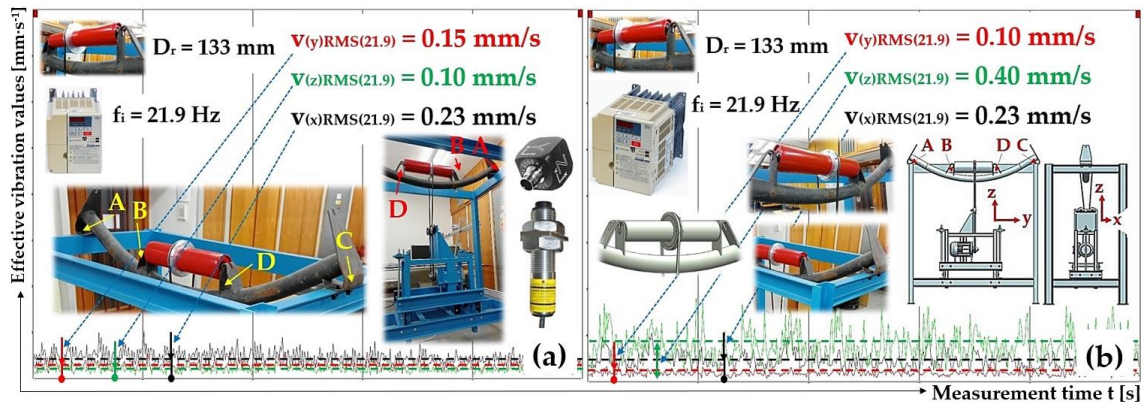 Effective vibration values [mm·s⁻¹]
Dr = 133 mm
fi = 21.9 Hz
v(y)RMS(21.9) = 0.15 mm/s
v(z)RMS(21.9) = 0.10 mm/s
v(x)RMS(21.9) = 0.23 mm/s
A
B
C
D
B
A
D
(a)
Dr = 133 mm
fi = 21.9 Hz
v(y)RMS(21.9) = 0.10 mm/s
v(z)RMS(21.9) = 0.40 mm/s
v(x)RMS(21.9) = 0.23 mm/s
A
B
D
C
z
y
z
x
(b)
Measurement time t [s]